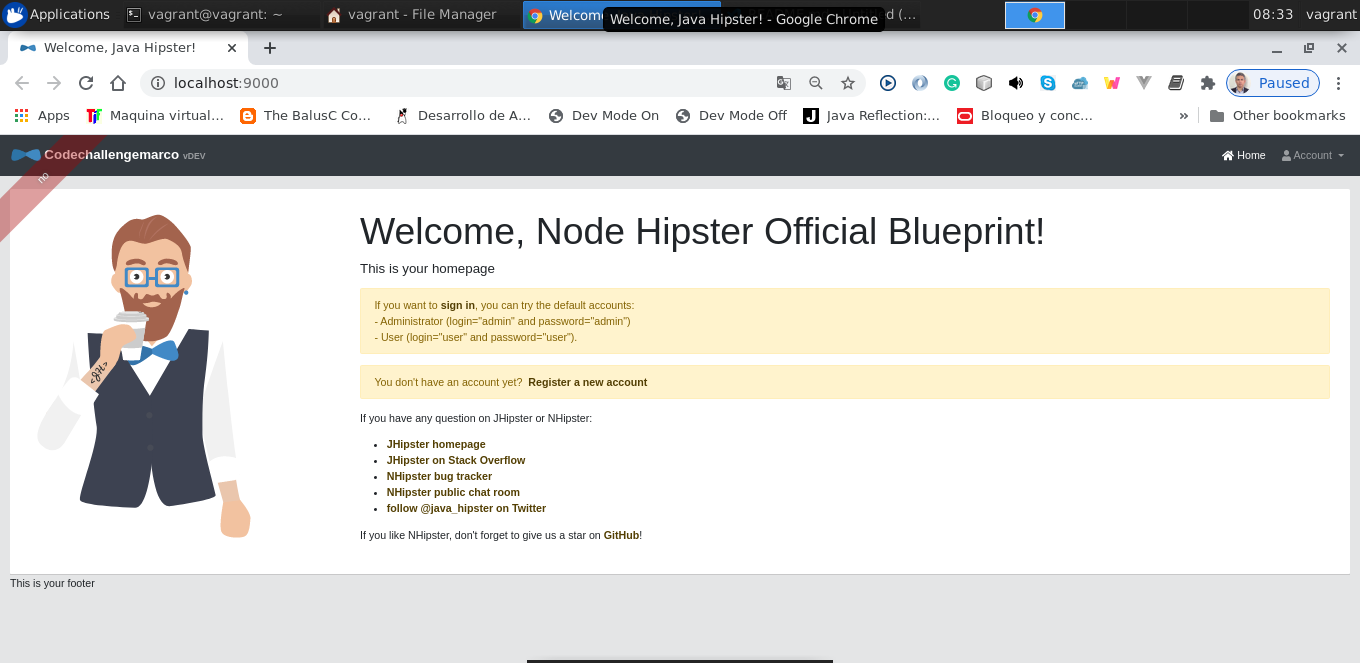 Applications
vagrant@vagrant: ~
vagrant - File Manager
Welcome, Java Hipster! - Google Chrome
08:33 vagrant
Welcome, Java Hipster!
localhost:9000
Paused
Apps
Maquina virtual…
The BalusC Co…
Desarrollo de A…
Dev Mode On
Dev Mode Off
Java Reflection:…
Bloqueo y conc…
»
Other bookmarks
Codechallengemarco vDEV
Home
Account
no
Welcome, Node Hipster Official Blueprint!
This is your homepage
If you want to sign in, you can try the default accounts:
- Administrator (login="admin" and password="admin")
- User (login="user" and password="user").
You don't have an account yet? Register a new account
If you have any question on JHipster or NHipster:
JHipster homepage
JHipster on Stack Overflow
NHipster bug tracker
NHipster public chat room
follow @java_hipster on Twitter
If you like NHipster, don't forget to give us a star on GitHub!
<JH>
This is your footer